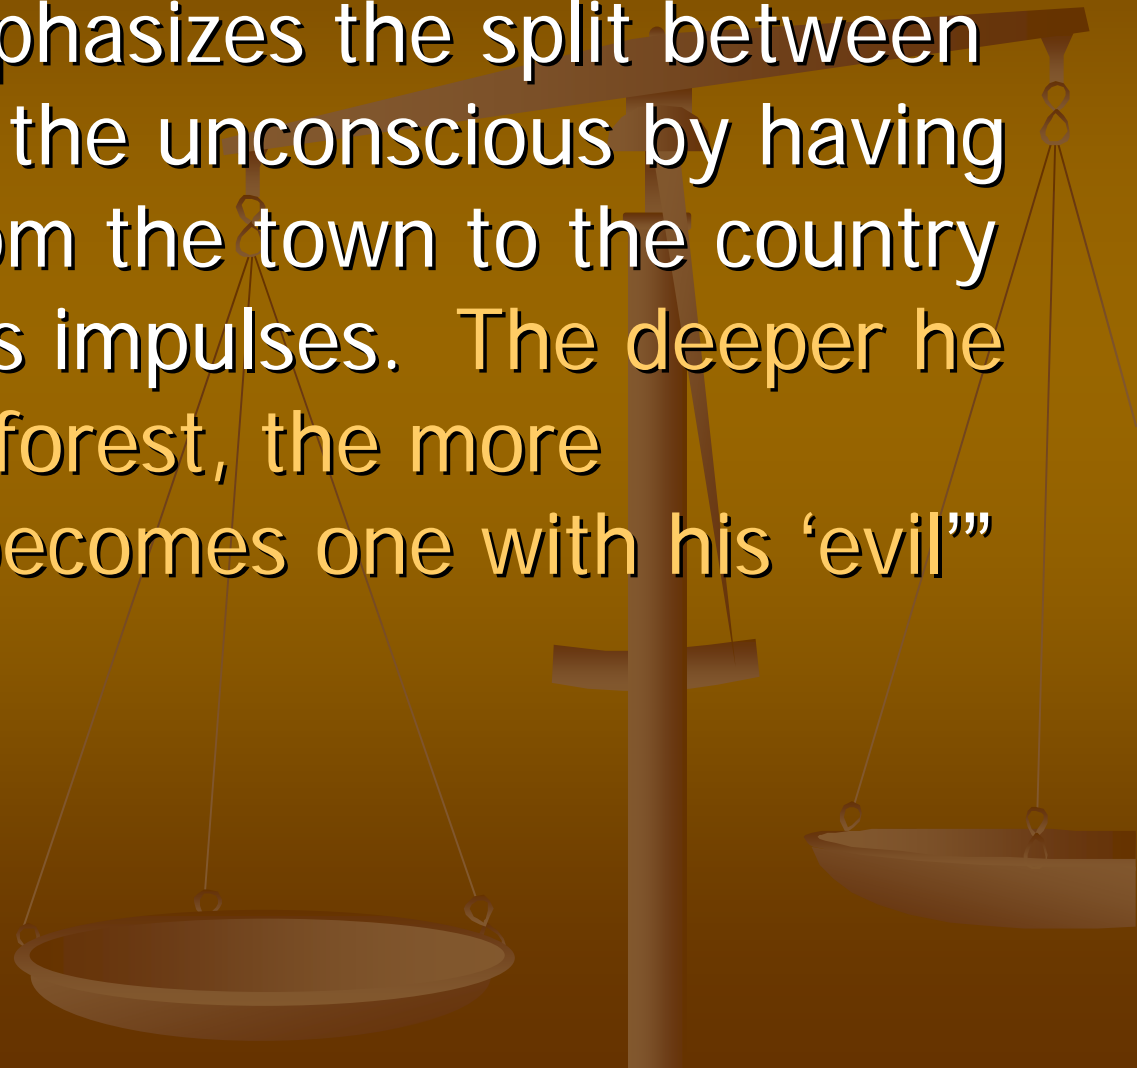 phasizes the split between
the unconscious by having
om the town to the country
s impulses. The deeper he
forest, the more
becomes one with his ‘evil’”